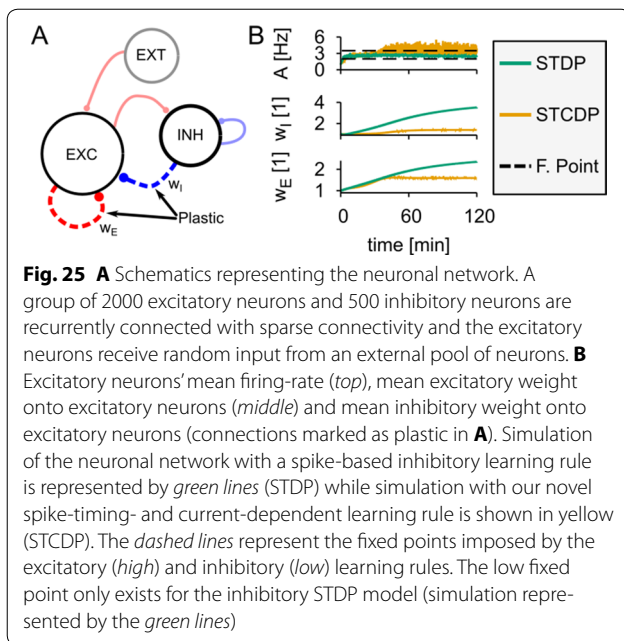 A
EXT
EXC
INH
w_I
Plastic
w_E
B
A [Hz]
5
3
1
0
w_I [1]
4
2
w_E [1]
2
1
0
60
120
time [min]
STDP
STCDP
F. Point
Fig. 25 A Schematics representing the neuronal network. A
group of 2000 excitatory neurons and 500 inhibitory neurons are
recurrently connected with sparse connectivity and the excitatory
neurons receive random input from an external pool of neurons. B
Excitatory neurons' mean firing-rate (top), mean excitatory weight
onto excitatory neurons (middle) and mean inhibitory weight onto
excitatory neurons (connections marked as plastic in A). Simulation
of the neuronal network with a spike-based inhibitory learning rule
is represented by green lines (STDP) while simulation with our novel
spike-timing- and current-dependent learning rule is shown in yellow
(STCDP). The dashed lines represent the fixed points imposed by the
excitatory (high) and inhibitory (low) learning rules. The low fixed
point only exists for the inhibitory STDP model (simulation repre-
sented by the green lines)